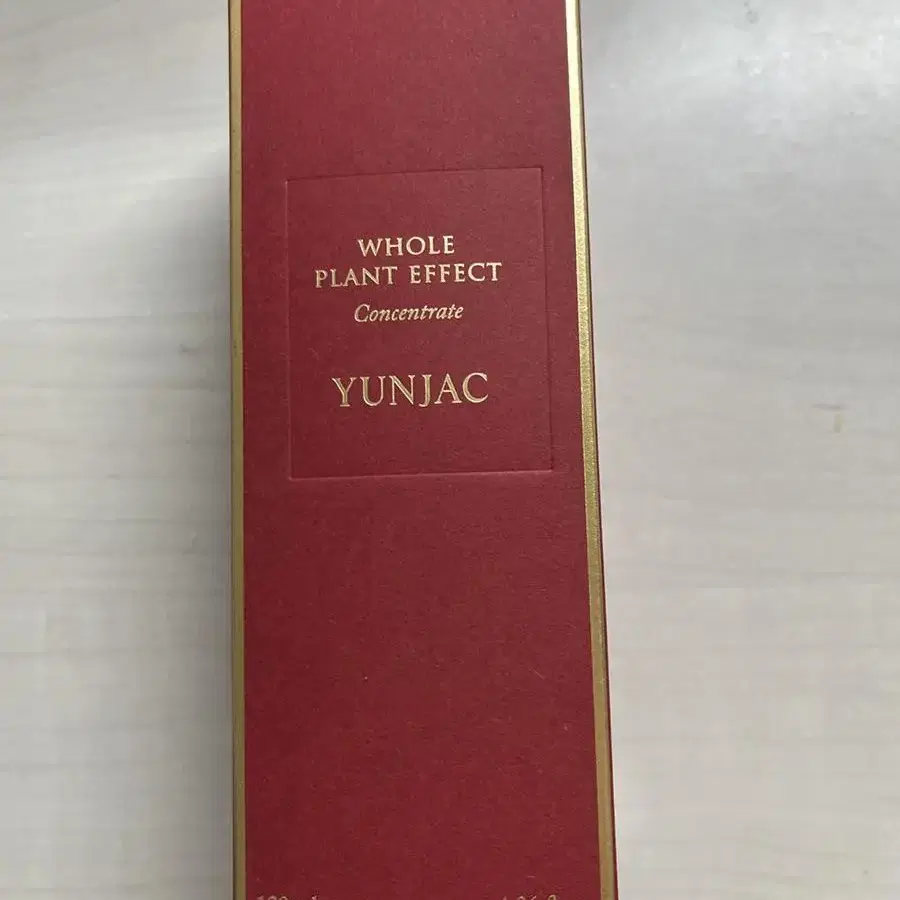 WHOLE
PLANT EFFECT
Concentrate
YUNJAC